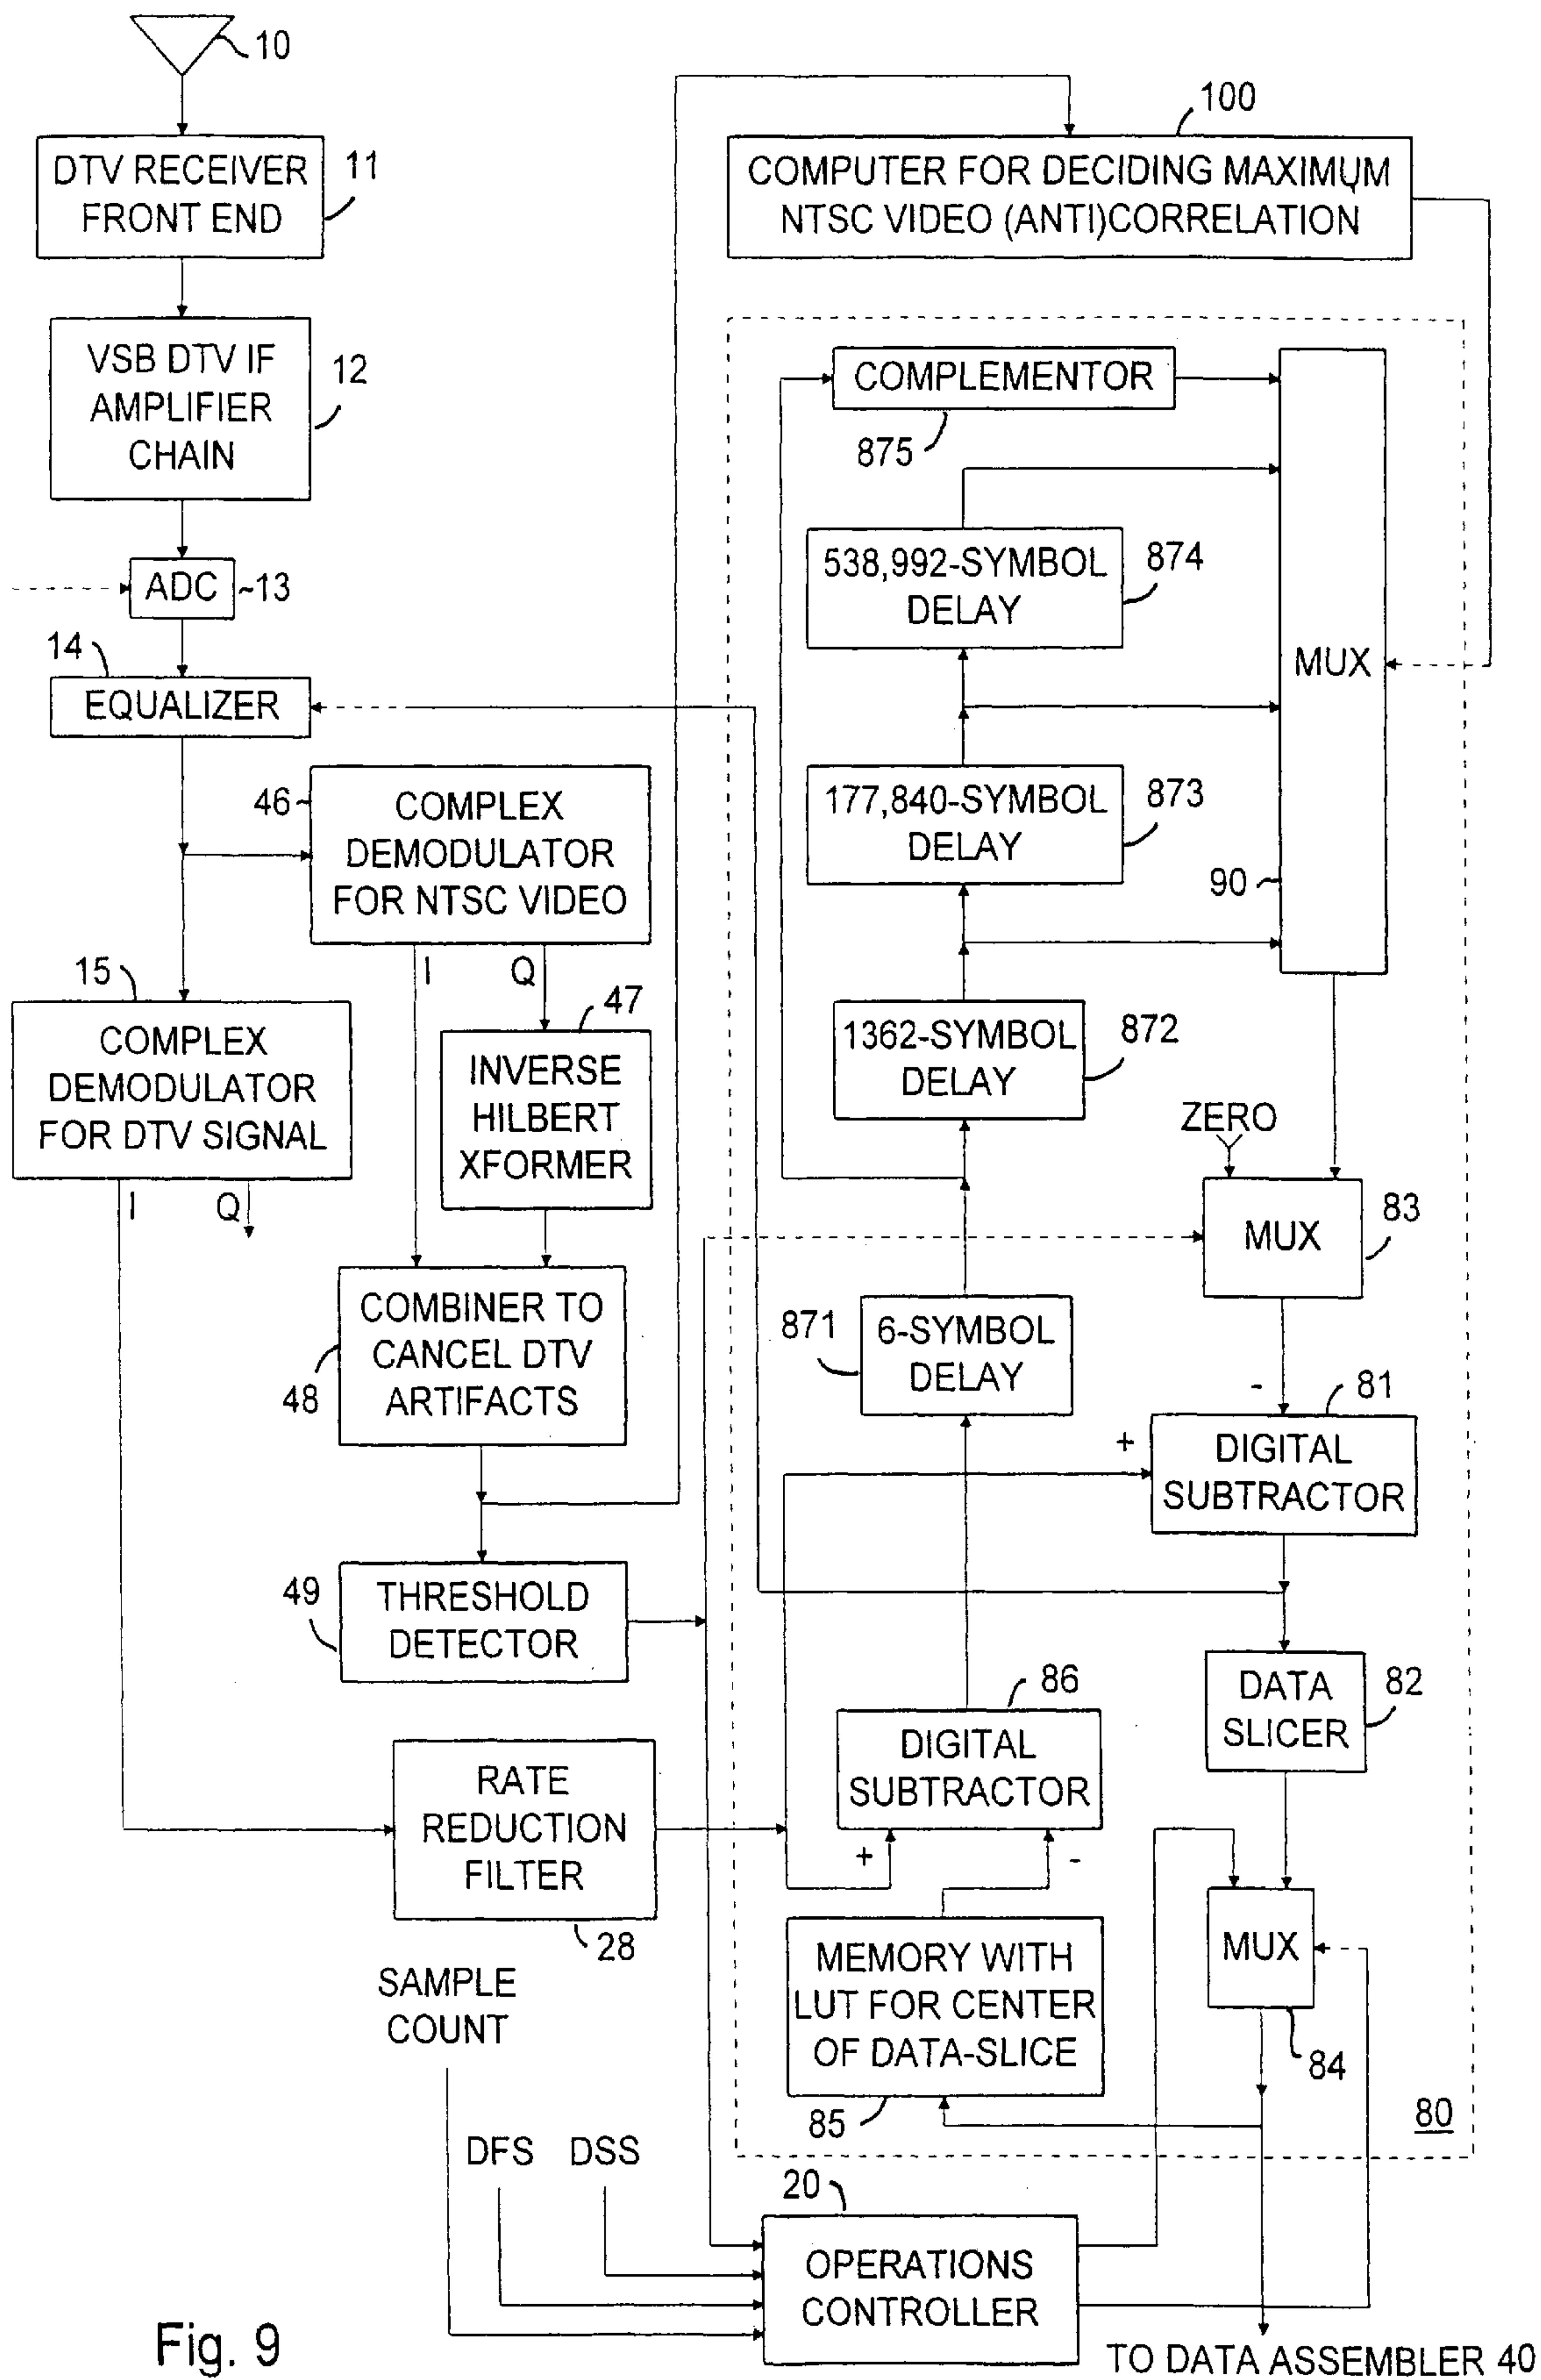 10
DTV RECEIVER
FRONT END
11
VSB DTV IF
AMPLIFIER
CHAIN
12
ADC
13
14
EQUALIZER
46
COMPLEX
DEMODULATOR
FOR NTSC VIDEO
I
Q
15
COMPLEX
DEMODULATOR
FOR DTV SIGNAL
I
Q
47
INVERSE
HILBERT
XFORMER
COMBINER TO
CANCEL DTV
ARTIFACTS
48
49
THRESHOLD
DETECTOR
RATE
REDUCTION
FILTER
28
SAMPLE
COUNT
DFS
DSS
100
COMPUTER FOR DECIDING MAXIMUM
NTSC VIDEO (ANTI)CORRELATION
COMPLEMENTOR
875
538,992-SYMBOL
DELAY
874
MUX
177,840-SYMBOL
DELAY
873
90
1362-SYMBOL
DELAY
872
ZERO
MUX
83
871
6-SYMBOL
DELAY
-
81
+
DIGITAL
SUBTRACTOR
DATA
SLICER
82
86
DIGITAL
SUBTRACTOR
+
-
MEMORY WITH
LUT FOR CENTER
OF DATA-SLICE
85
MUX
84
80
20
OPERATIONS
CONTROLLER
TO DATA ASSEMBLER 40
Fig. 9